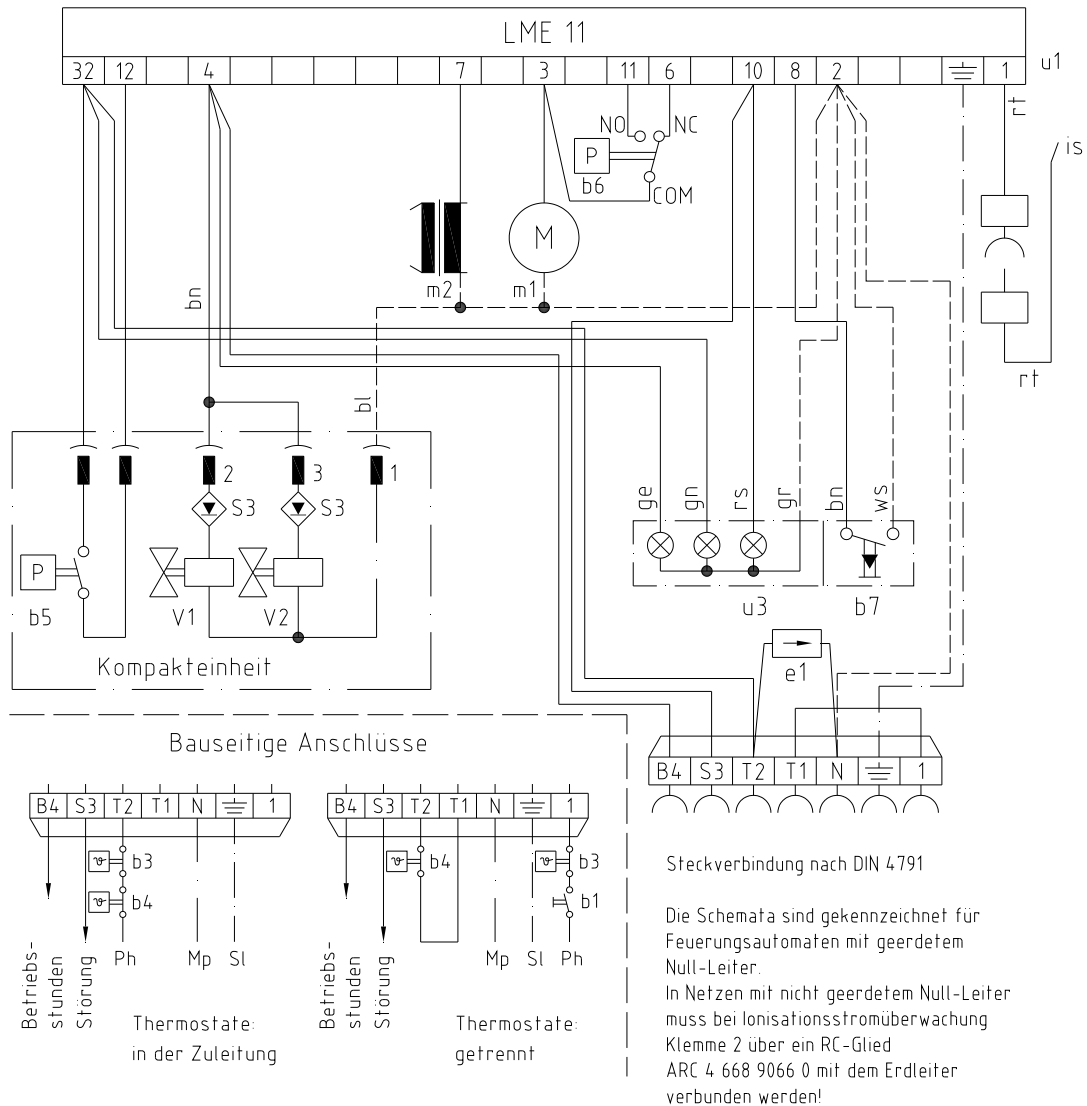 LME 11
32 12 4 7 3 11 6 10 8 2 1 u1
rt
is
NO NC
P
b6
COM
M
m2 m1
bn
bl
rt
2 3 1
S3 S3
ge gn rs gr bn ws
P
b5 V1 V2
u3 b7
Kompakteinheit
e1
Bauseitige Anschlüsse
B4 S3 T2 T1 N 1
B4 S3 T2 T1 N 1
ϑ b3
ϑ b4
Ph Mp Sl
Betriebs-
stunden
Störung
Thermostate:
in der Zuleitung
B4 S3 T2 T1 N 1
ϑ b4
ϑ b3
b1
Mp Sl Ph
Betriebs-
stunden
Störung
Thermostate:
getrennt
Steckverbindung nach DIN 4791
Die Schemata sind gekennzeichnet für
Feuerungsautomaten mit geerdetem
Null-Leiter.
In Netzen mit nicht geerdetem Null-Leiter
muss bei Ionisationsstromüberwachung
Klemme 2 über ein RC-Glied
ARC 4 668 9066 0 mit dem Erdleiter
verbunden werden!